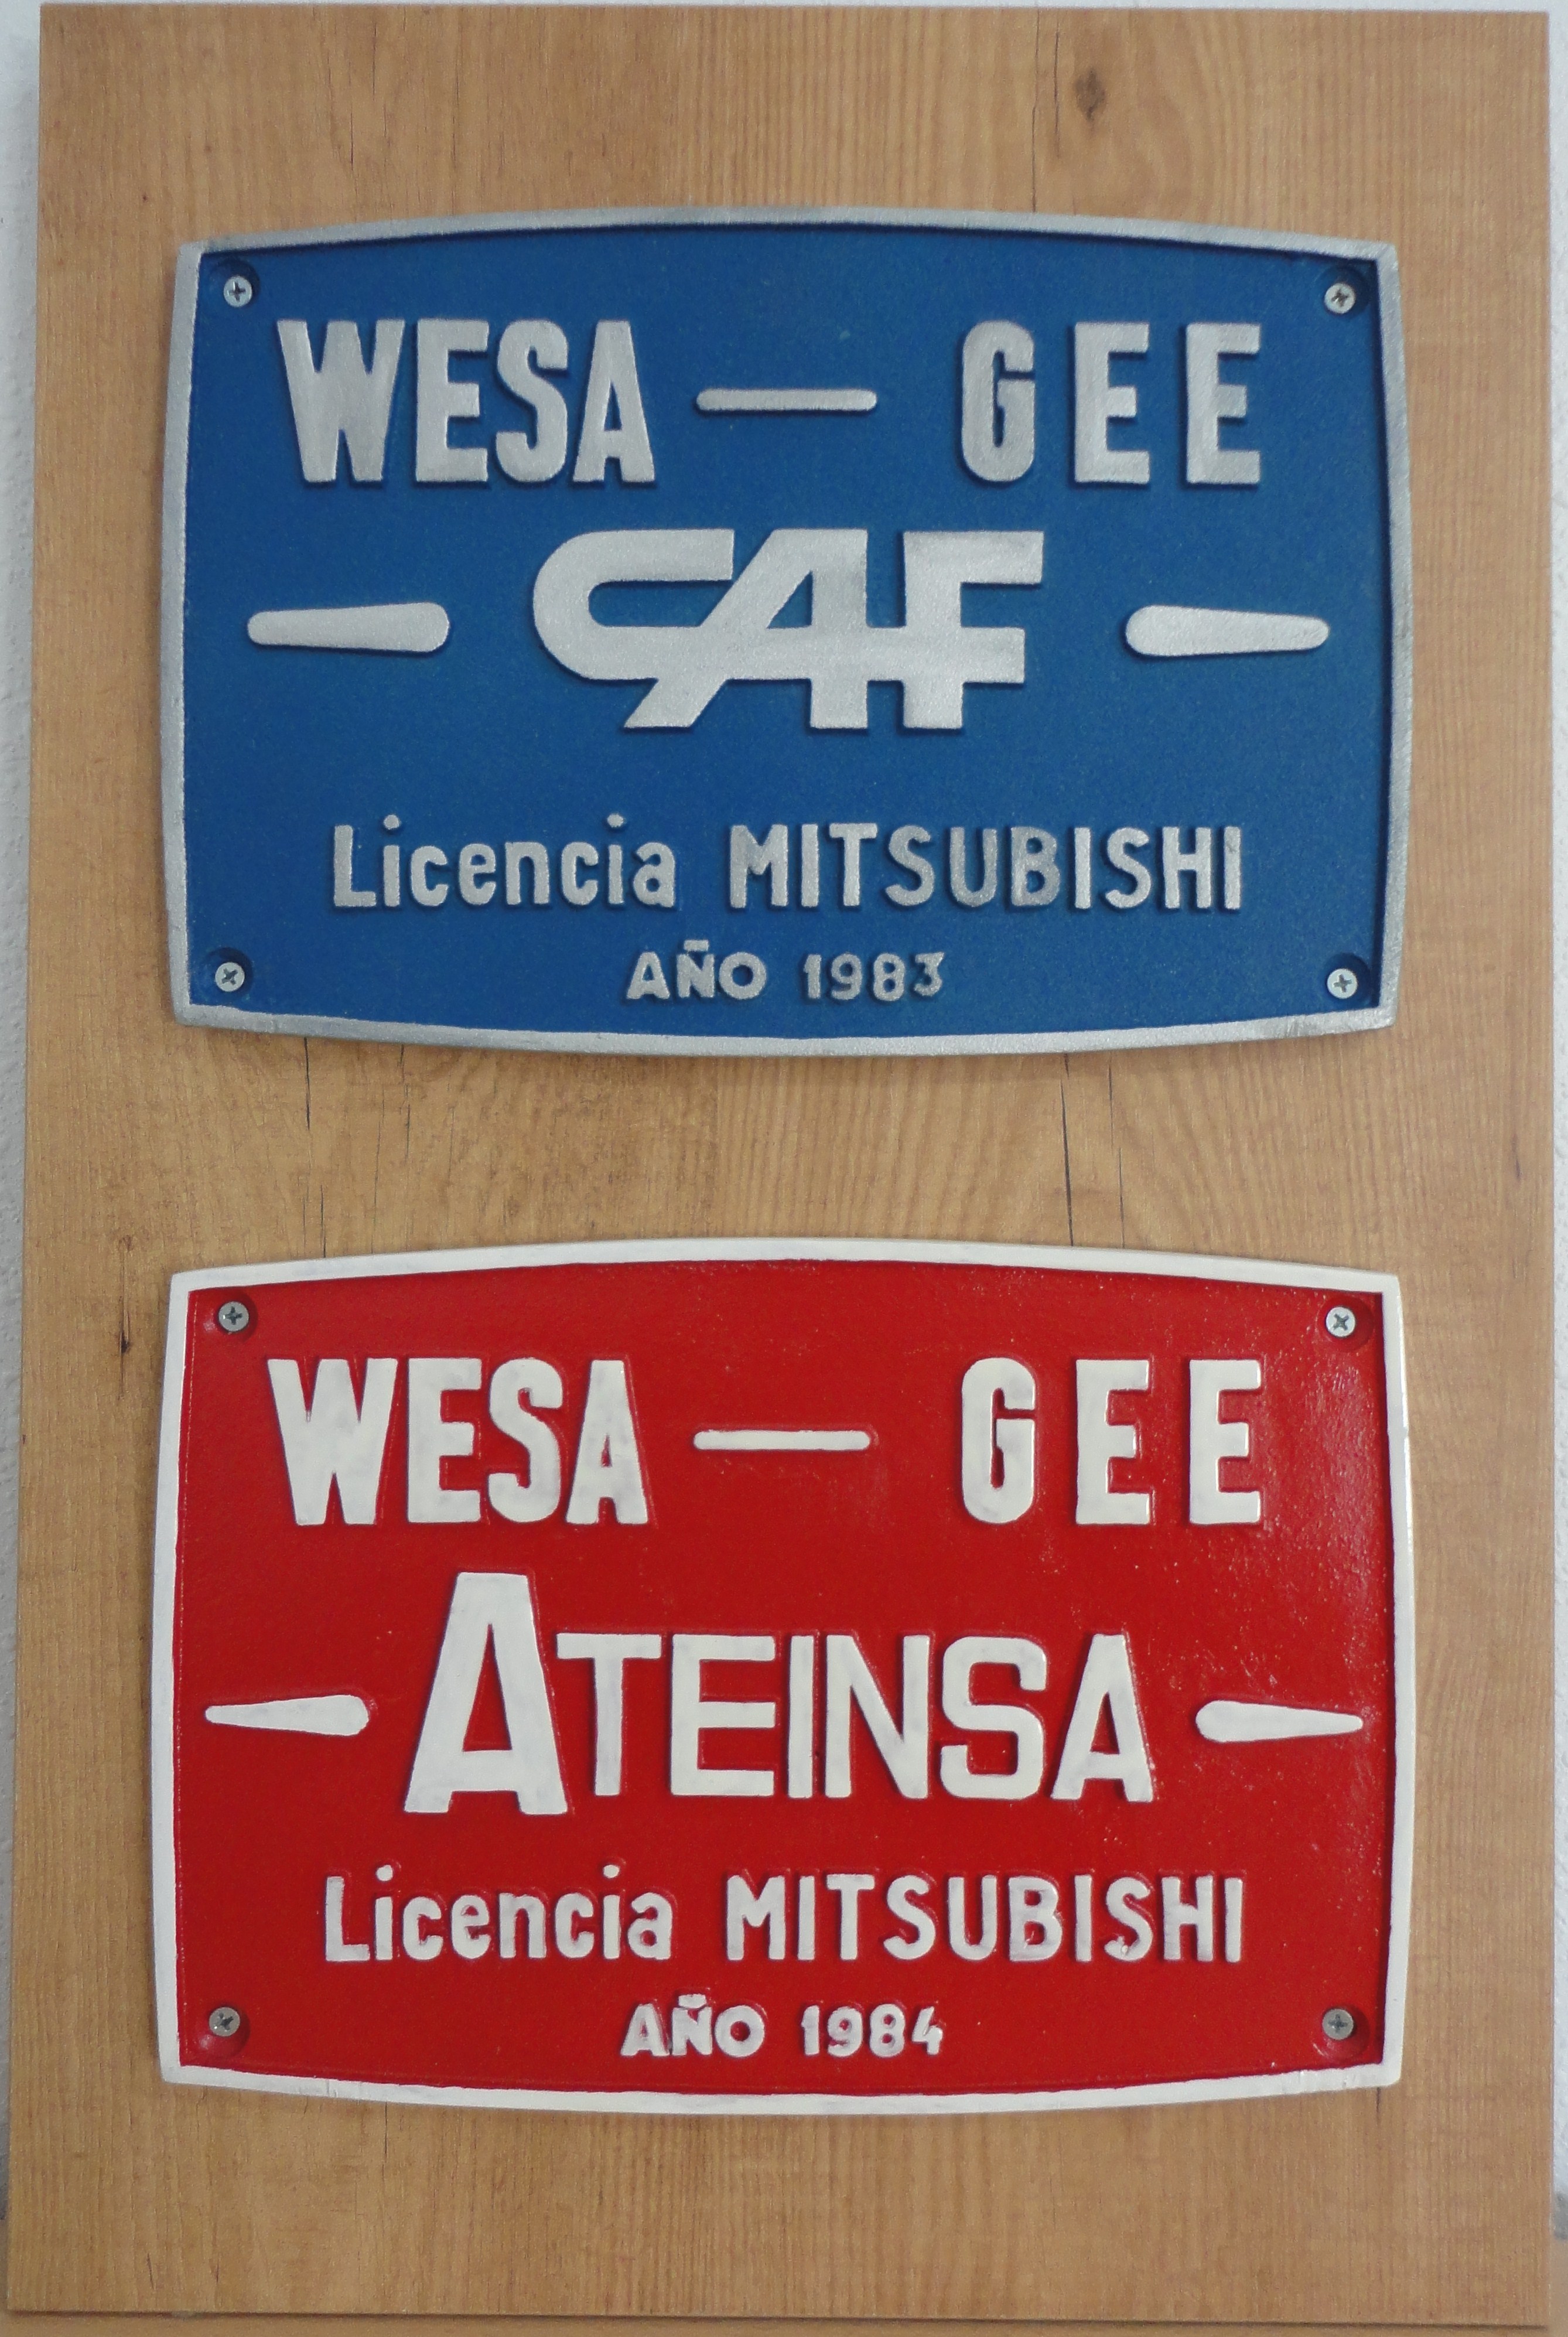 WESA — GEE
CAF
Licencia MITSUBISHI
AÑO 1983
WESA — GEE
ATEINSA
Licencia MITSUBISHI
AÑO 1984